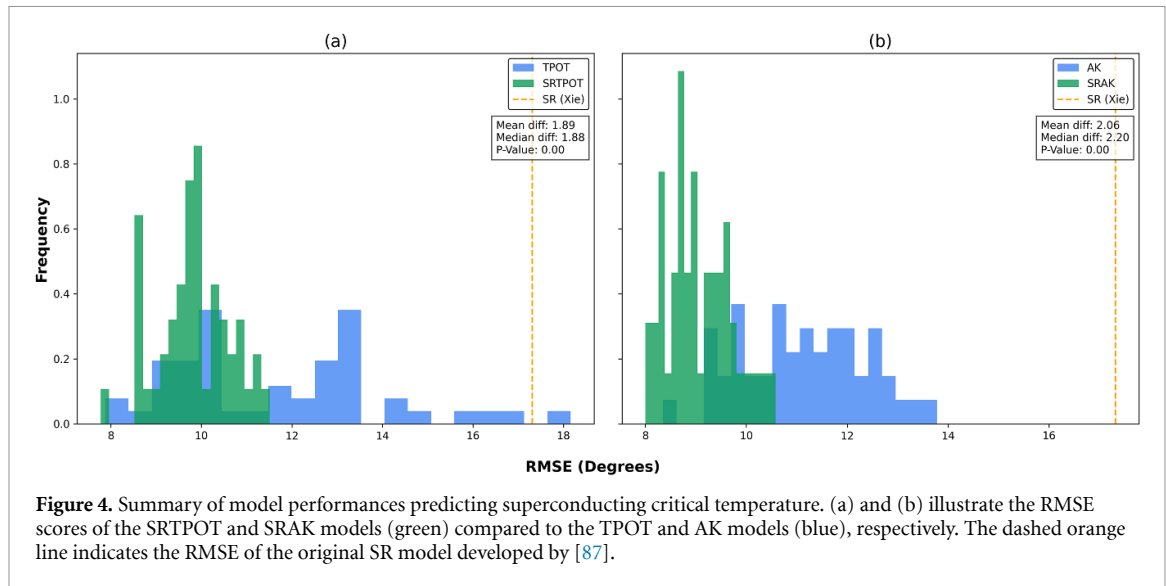 (a)
(b)
TPOT
SRTPOT
SR (Xie)
Mean diff: 1.89
Median diff: 1.88
P-Value: 0.00
AK
SRAK
SR (Xie)
Mean diff: 2.06
Median diff: 2.20
P-Value: 0.00
Frequency
1.0
0.8
0.6
0.4
0.2
0.0
8 10 12 14 16 18
8 10 12 14 16
RMSE (Degrees)
Figure 4. Summary of model performances predicting superconducting critical temperature. (a) and (b) illustrate the RMSE
scores of the SRTPOT and SRAK models (green) compared to the TPOT and AK models (blue), respectively. The dashed orange
line indicates the RMSE of the original SR model developed by [87].